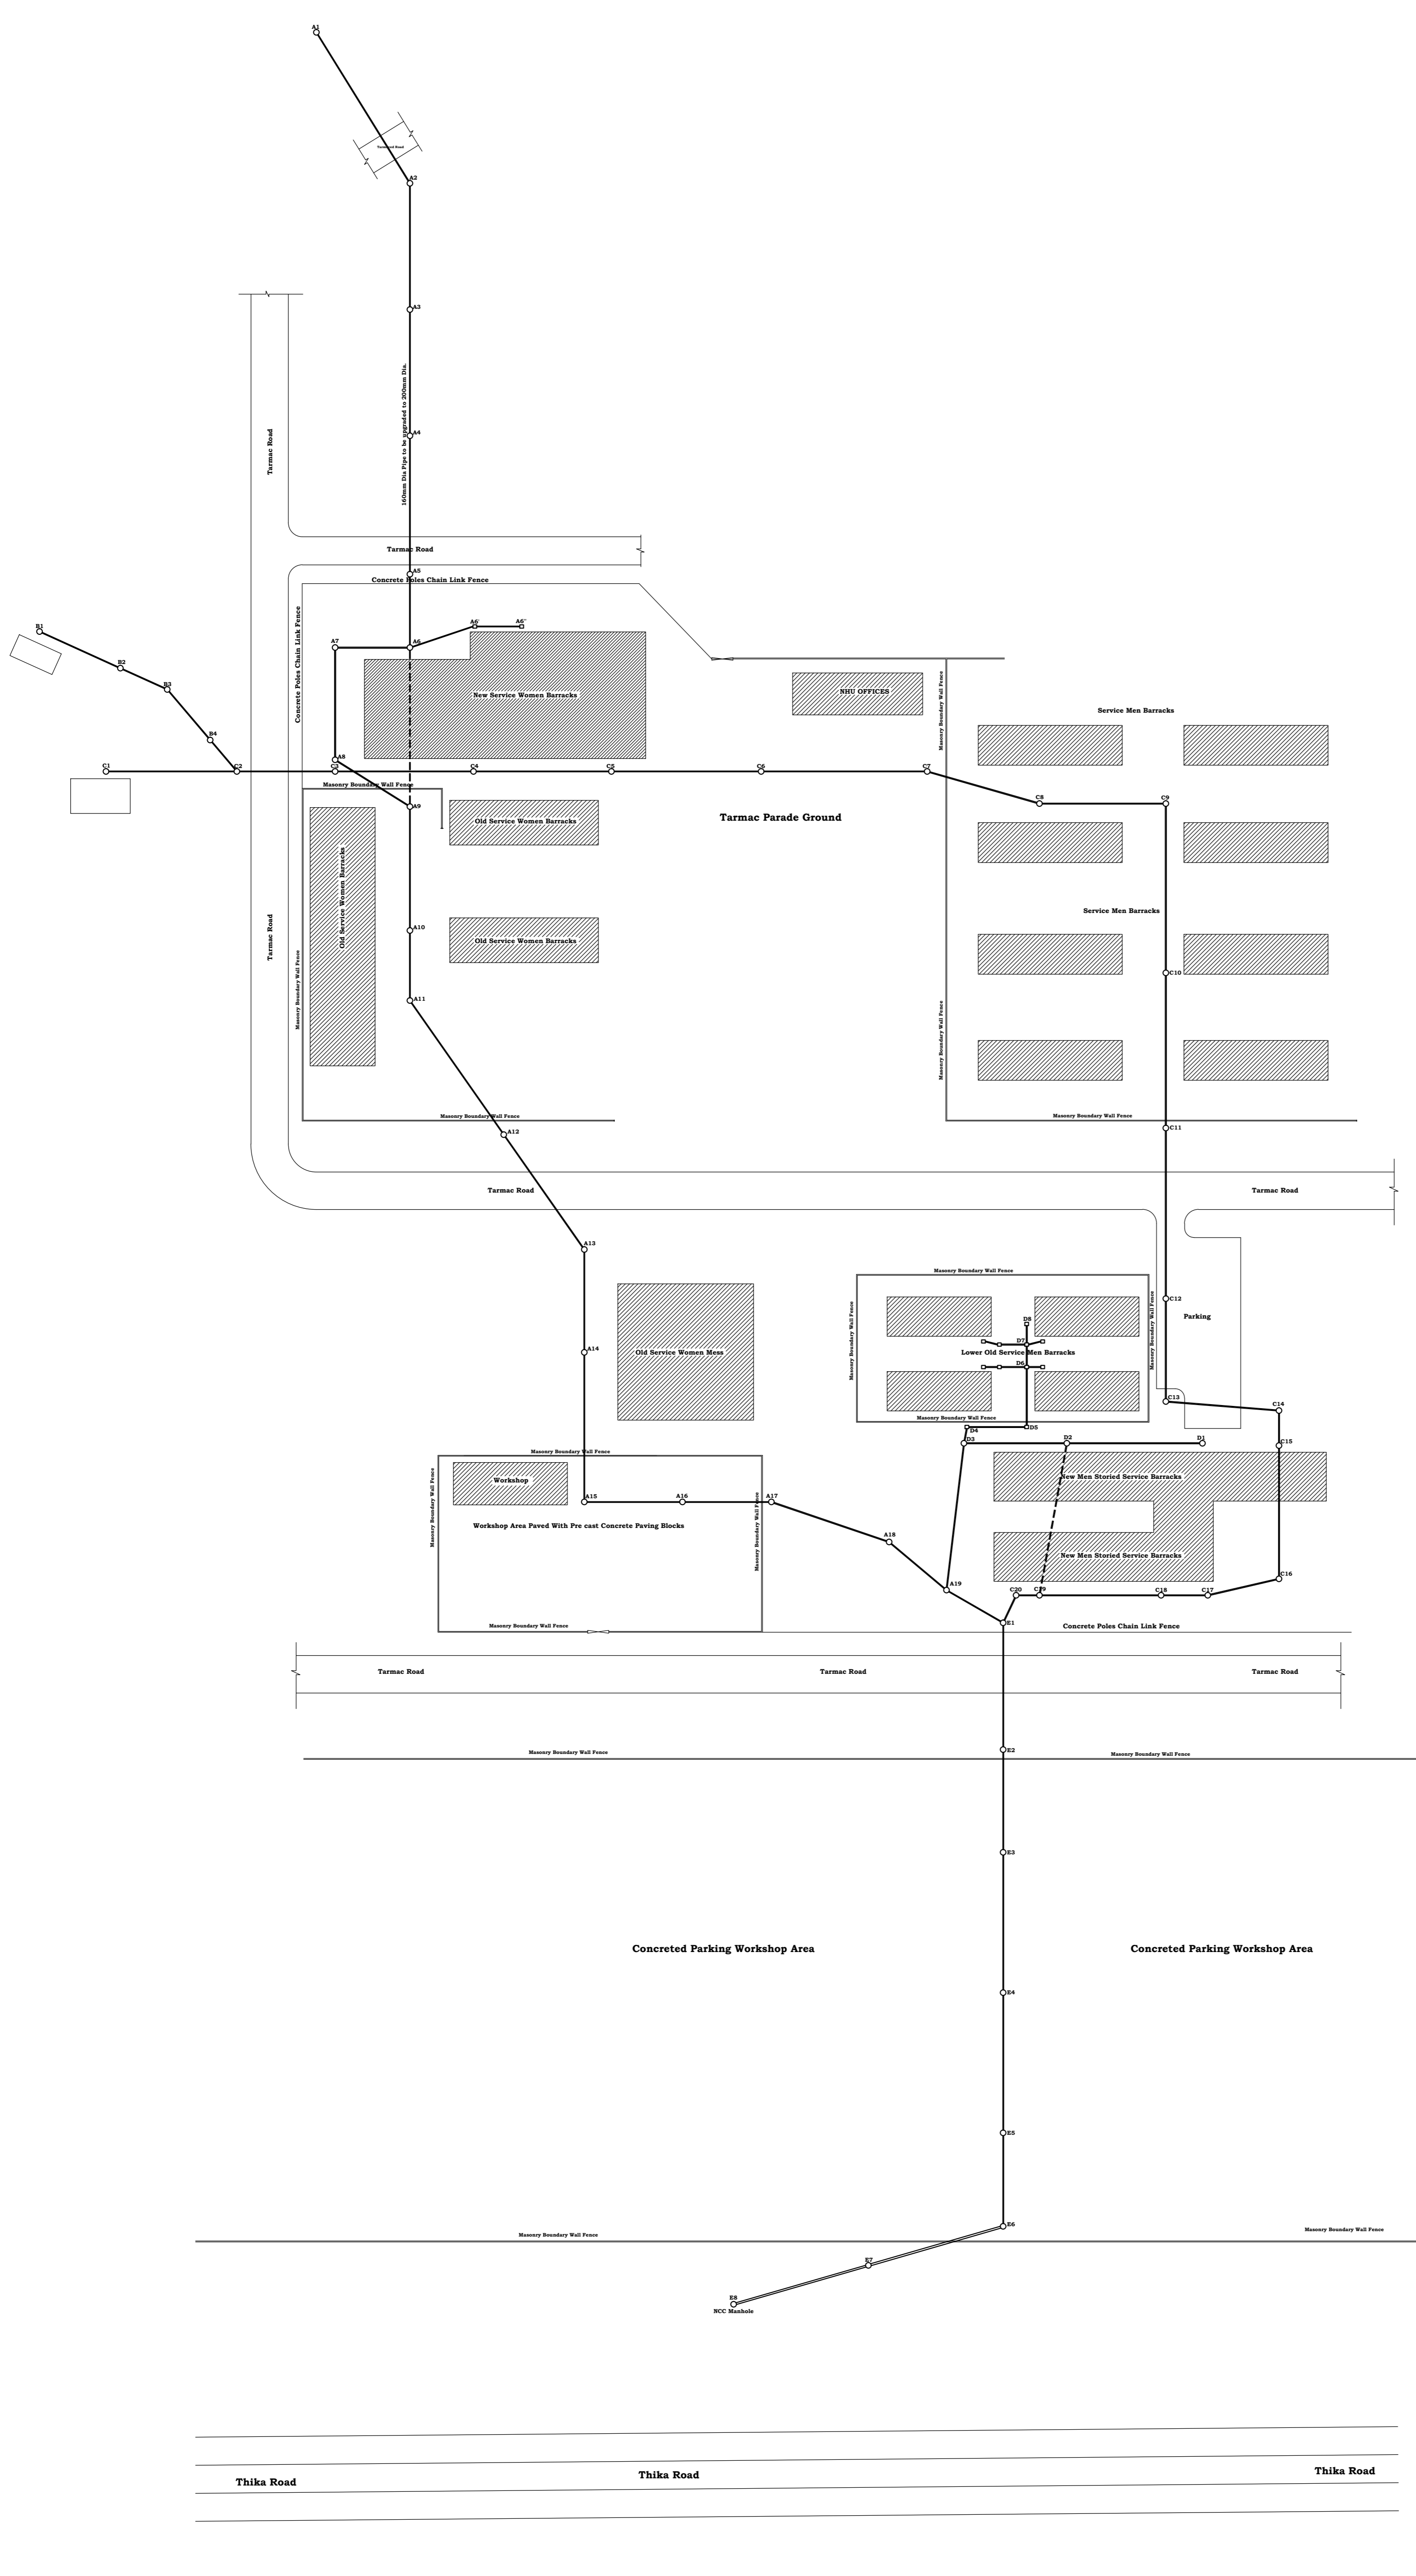 A1
Tarmaced Road
A2
A3
160mm Dia Pipe to be upgraded to 200mm Dia.
A4
Tarmac Road
Tarmac Road
A5
Concrete Poles Chain Link Fence
Concrete Poles Chain Link Fence
A6'
A6"
B1
A7
A6
B2
B3
New Service Women Barracks
NHU OFFICES
Masonry Boundary Wall Fence
Service Men Barracks
B4
A8
C1
C2
C3
C4
C5
C6
C7
Masonry Boundary Wall Fence
C8
C9
A9
Old Service Women Barracks
Tarmac Parade Ground
Old Service Women Barracks
Service Men Barracks
Tarmac Road
A10
Old Service Women Barracks
C10
Masonry Boundary Wall Fence
A11
Masonry Boundary Wall Fence
Masonry Boundary Wall Fence
Masonry Boundary Wall Fence
A12
C11
Tarmac Road
Tarmac Road
A13
Masonry Boundary Wall Fence
C12
Masonry Boundary Wall Fence
Masonry Boundary Wall Fence
Parking
D8
D7
A14
Old Service Women Mess
Lower Old Service Men Barracks
D6
C13
C14
Masonry Boundary Wall Fence
D4
D5
D3
D2
D1
C15
Masonry Boundary Wall Fence
Masonry Boundary Wall Fence
Workshop
New Men Storied Service Barracks
A15
A16
A17
Masonry Boundary Wall Fence
Workshop Area Paved With Pre cast Concrete Paving Blocks
A18
New Men Storied Service Barracks
A19
C16
C20
C19
C18
C17
E1
Masonry Boundary Wall Fence
Concrete Poles Chain Link Fence
Tarmac Road
Tarmac Road
Tarmac Road
E2
Masonry Boundary Wall Fence
Masonry Boundary Wall Fence
E3
Concreted Parking Workshop Area
Concreted Parking Workshop Area
E4
E5
E6
Masonry Boundary Wall Fence
Masonry Boundary Wall Fence
E7
E8
NCC Manhole
Thika Road
Thika Road
Thika Road